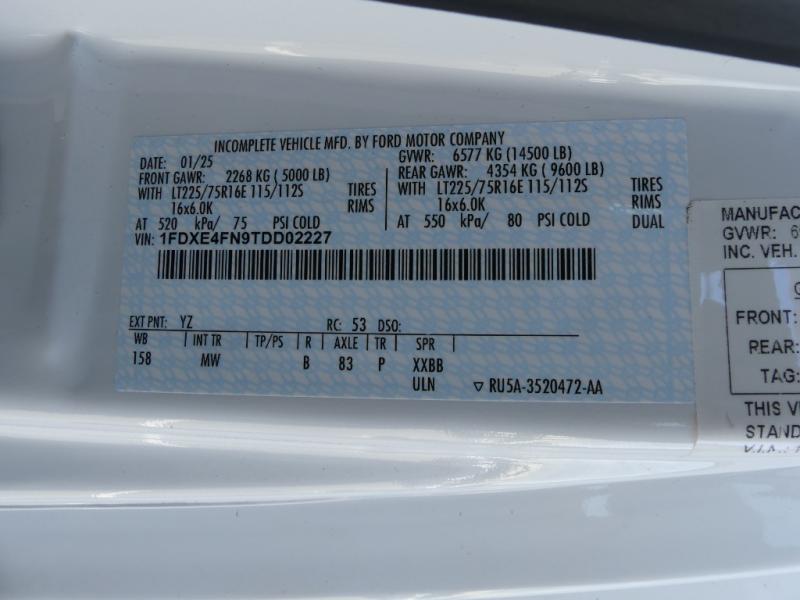 INCOMPLETE VEHICLE MFD. BY FORD MOTOR COMPANY
DATE: 01/25 GVWR: 6577 KG (14500 LB)
FRONT GAWR: 2268 KG (5000 LB) REAR GAWR: 4354 KG (9600 LB)
WITH LT225/75R16E 115/112S TIRES WITH LT225/75R16E 115/112S TIRES
16x6.0K RIMS 16x6.0K RIMS
AT 520 kPa/ 75 PSI COLD AT 550 kPa/ 80 PSI COLD DUAL
VIN: 1FDXE4FN9TDD02227
EXT PNT: YZ RC: 53 DSO:
WB INT TR TP/PS R AXLE TR SPR
158 MW B 83 P XXBB
ULN ▽ RU5A-3520472-AA
MANUFAC
GVWR: 6
INC. VEH.
FRONT:
REAR:
TAG:
THIS V
STAND
V.I.N.: